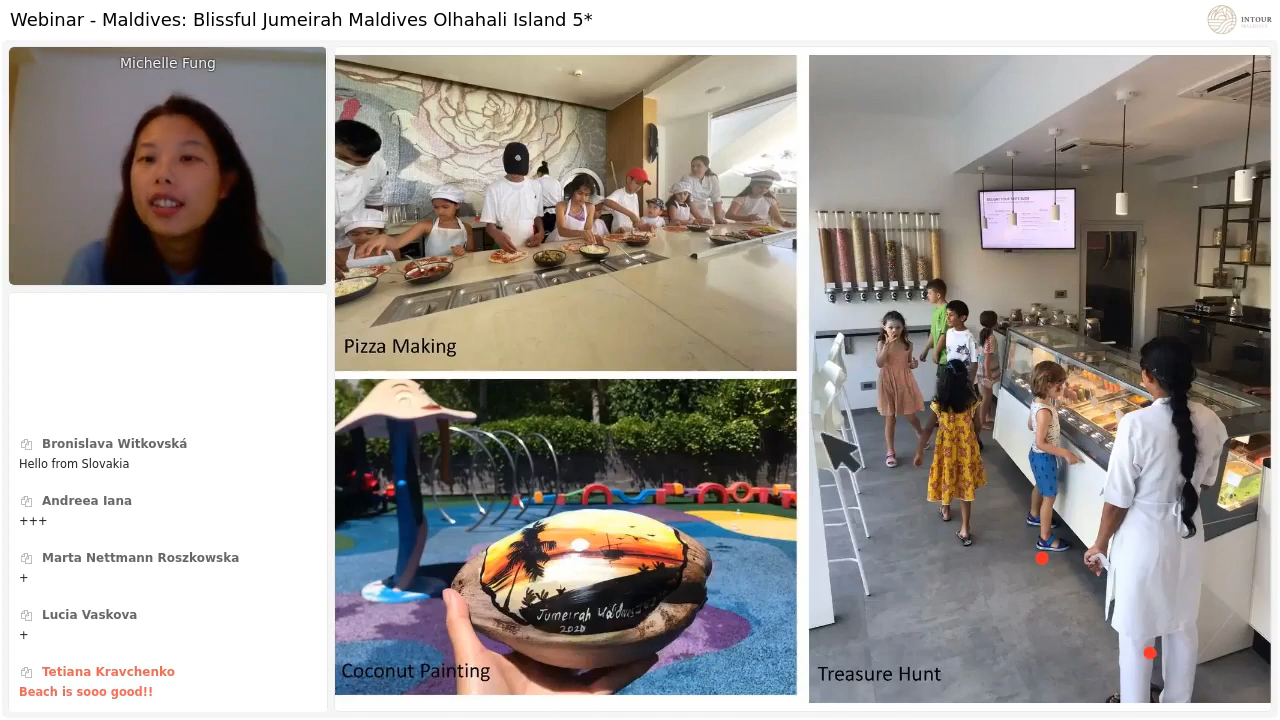 Webinar - Maldives: Blissful Jumeirah Maldives Olhahali Island 5*
INTOUR
MALDIVES
Michelle Fung
Bronislava Witkovská
Hello from Slovakia
Andreea Iana
+++
Marta Nettmann Roszkowska
+
Lucia Vaskova
+
Tetiana Kravchenko
Beach is sooo good!!
Pizza Making
Jumeirah Maldives
2020
Coconut Painting
Treasure Hunt